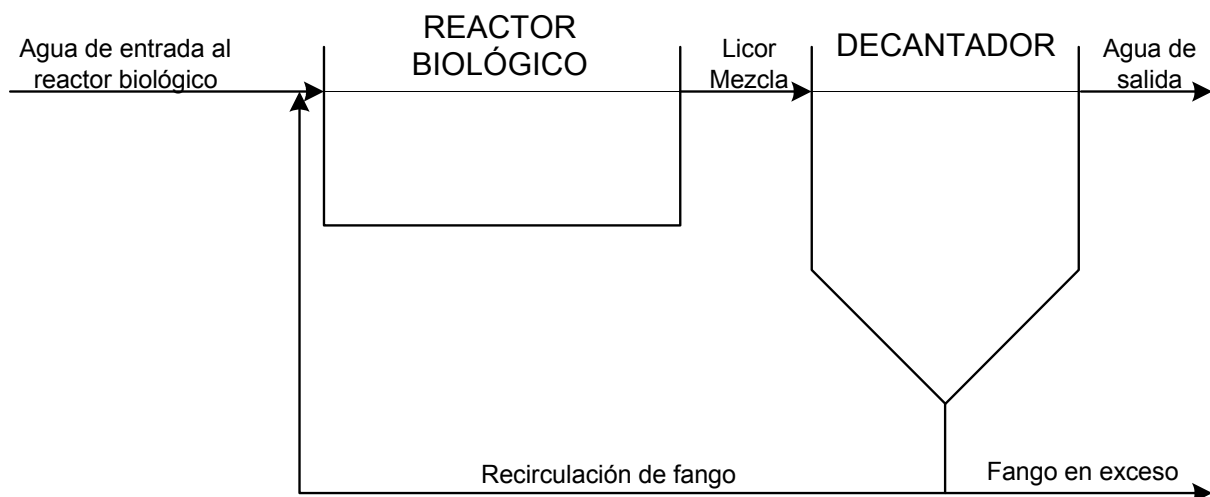 Agua de entrada al
reactor biológico
REACTOR
BIOLÓGICO
Licor
Mezcla
DECANTADOR
Agua de
salida
Recirculación de fango
Fango en exceso